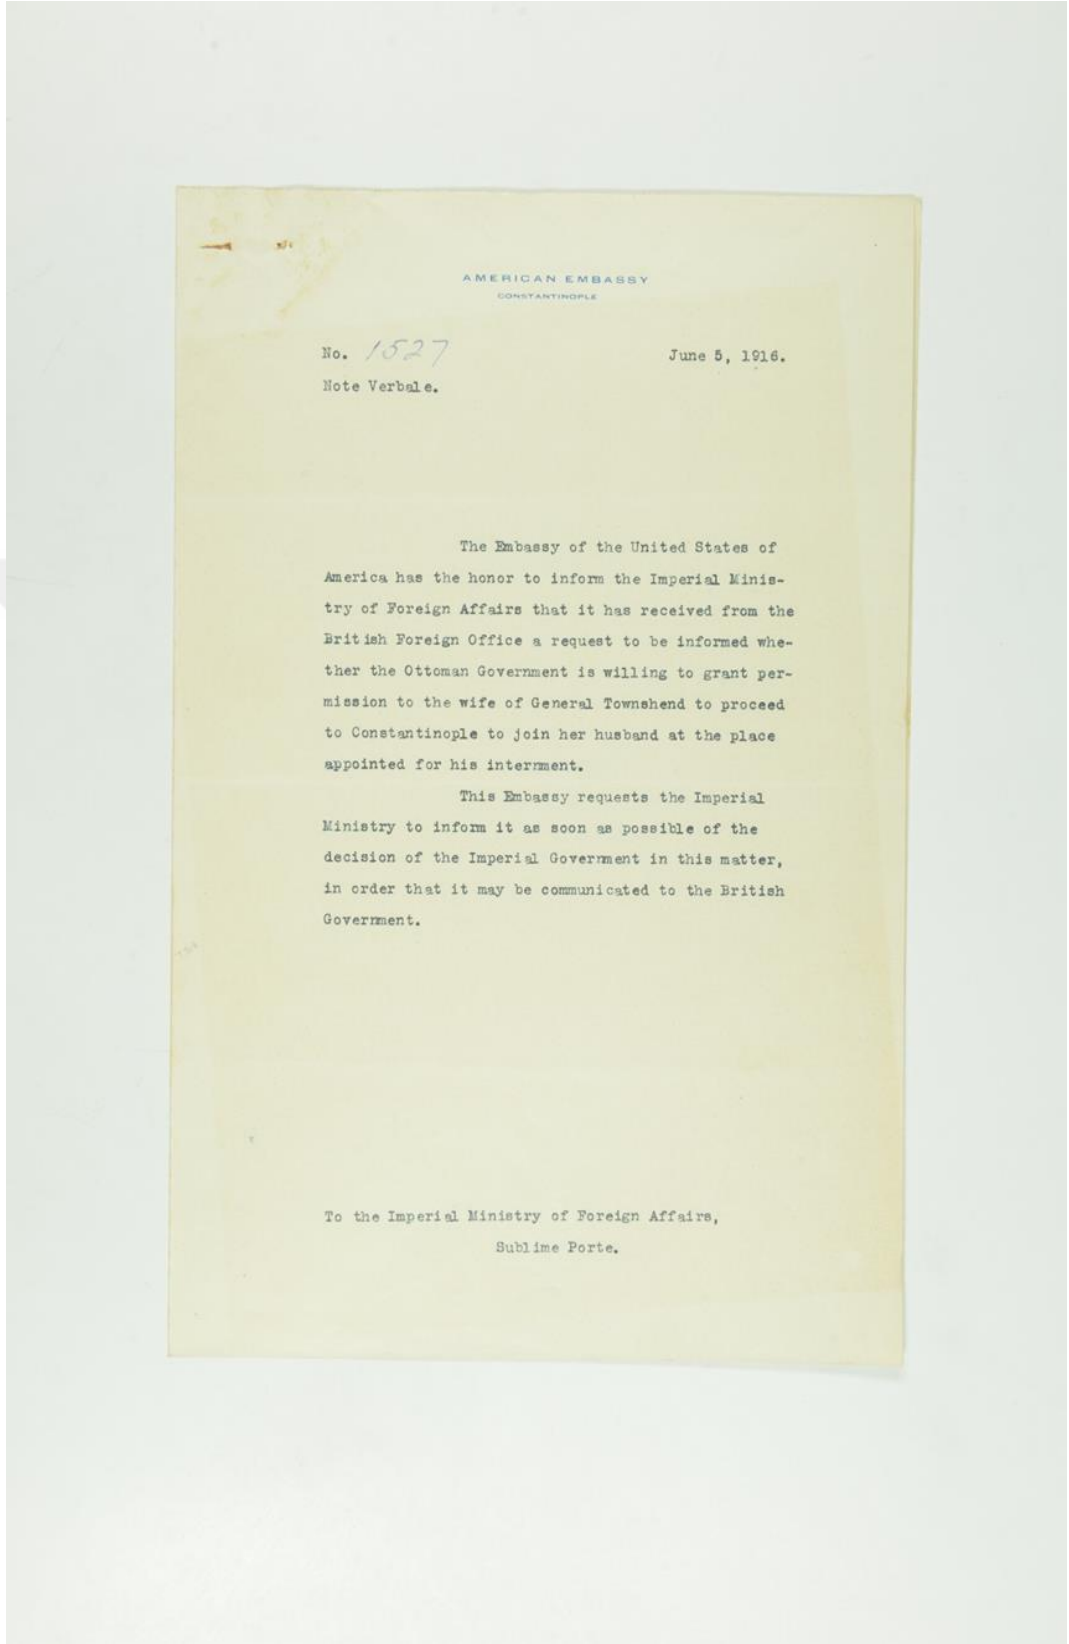 AMERICAN EMBASSY
CONSTANTINOPLE
No. 1527 June 5, 1916.
Note Verbale.
The Embassy of the United States of
America has the honor to inform the Imperial Minis-
try of Foreign Affairs that it has received from the
British Foreign Office a request to be informed whe-
ther the Ottoman Government is willing to grant per-
mission to the wife of General Townshend to proceed
to Constantinople to join her husband at the place
appointed for his internment.
This Embassy requests the Imperial
Ministry to inform it as soon as possible of the
decision of the Imperial Government in this matter,
in order that it may be communicated to the British
Government.
To the Imperial Ministry of Foreign Affairs,
Sublime Porte.